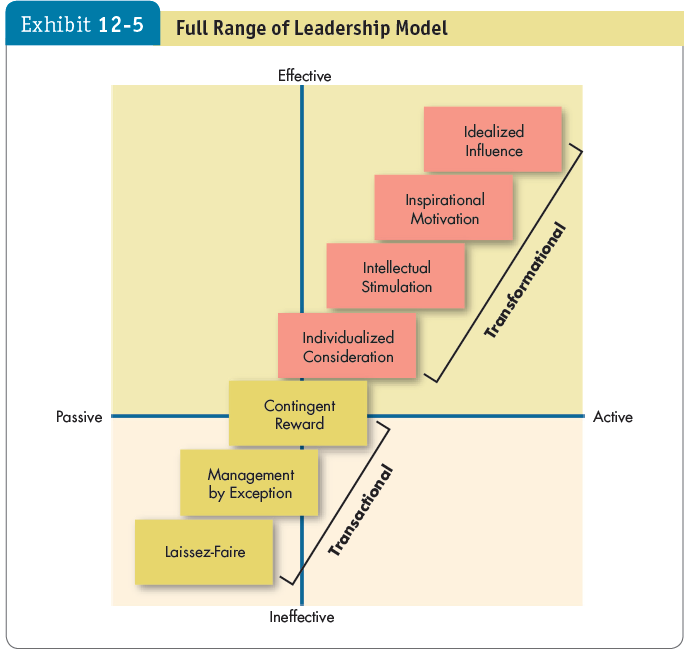 Exhibit 12-5
Full Range of Leadership Model
Effective
Idealized
Influence
Inspirational
Motivation
Intellectual
Stimulation
Transformational
Individualized
Consideration
Contingent
Reward
Passive
Active
Management
by Exception
Transactional
Laissez-Faire
Ineffective